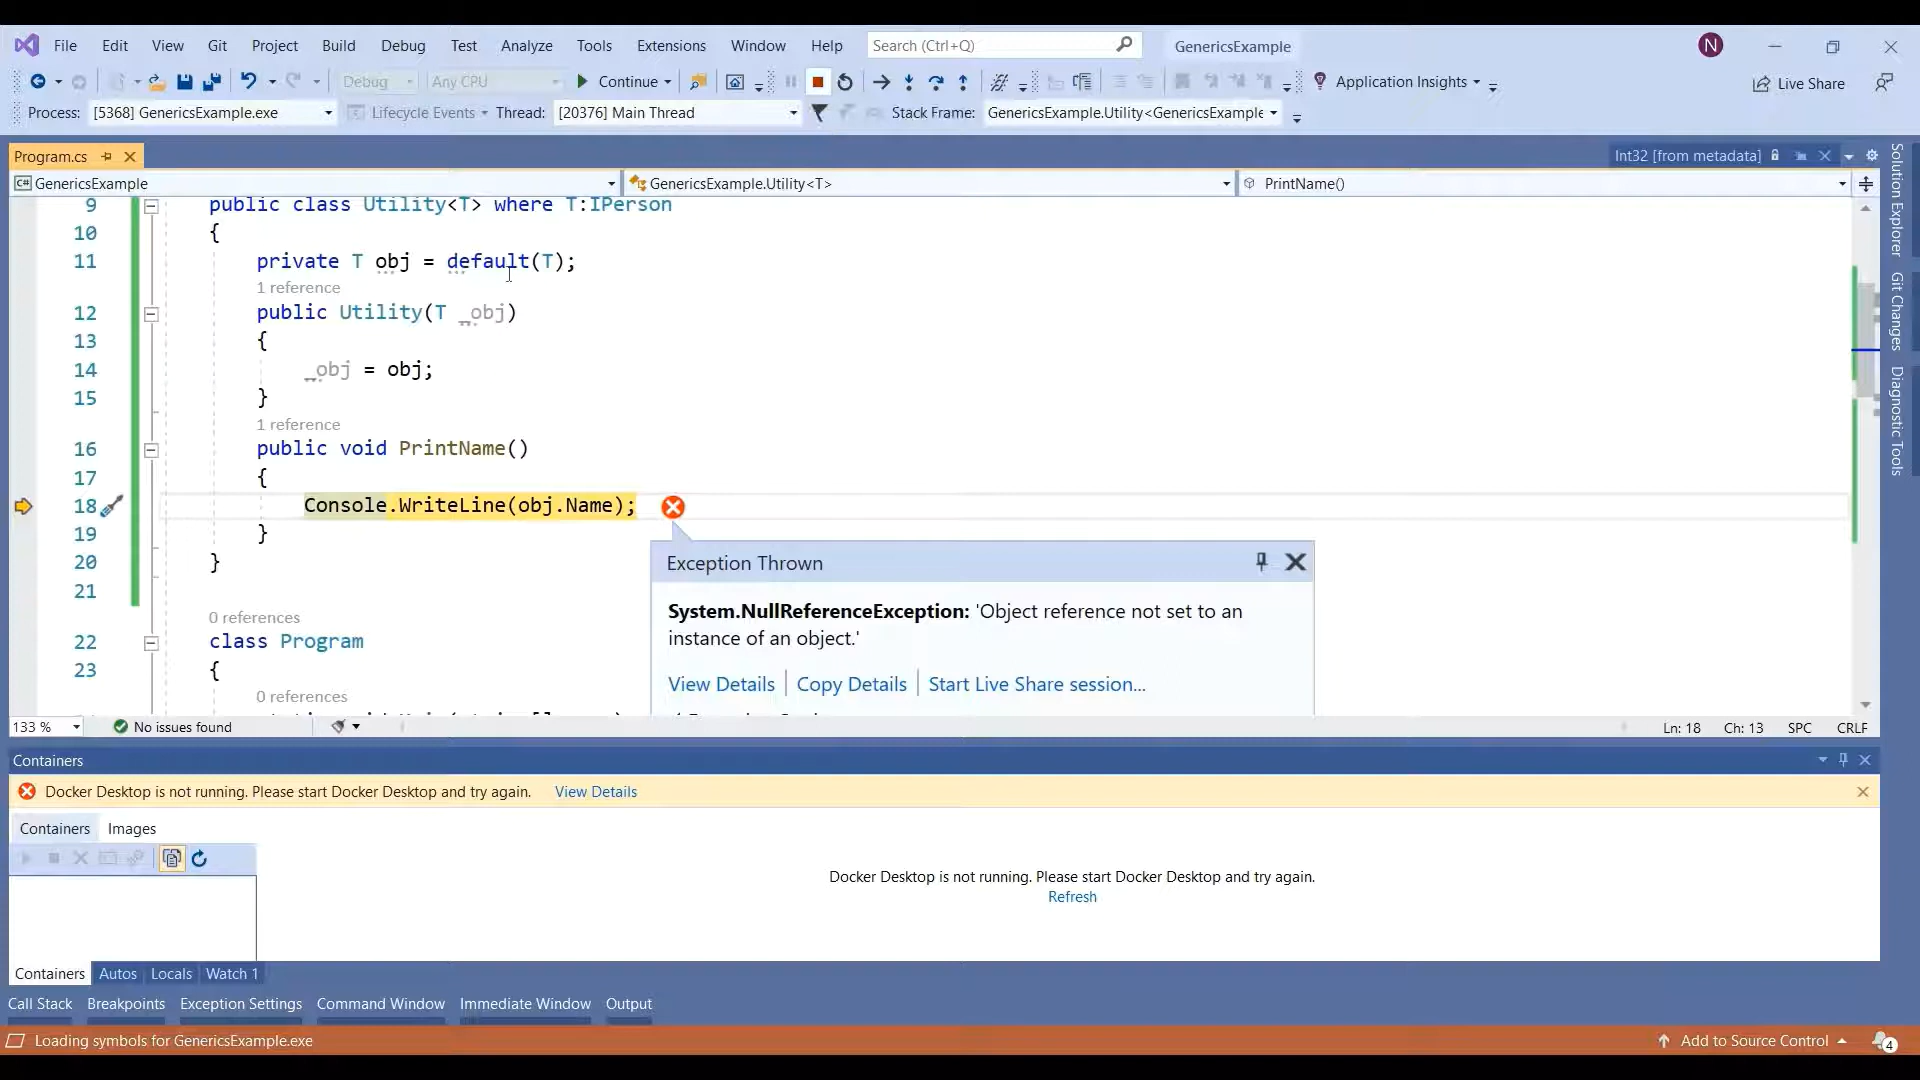 File Edit View Git Project Build Debug Test Analyze Tools Extensions Window Help Search (Ctrl+Q) GenericsExample N
Debug Any CPU Continue Application Insights Live Share
Process: [5368] GenericsExample.exe Lifecycle Events Thread: [20376] Main Thread Stack Frame: GenericsExample.Utility<GenericsExample
Program.cs Int32 [from metadata]
C# GenericsExample GenericsExample.Utility<T> PrintName()
9 public class Utility<T> where T:IPerson
10 {
11 private T obj = default(T);
1 reference
12 public Utility(T _obj)
13 {
14 _obj = obj;
15 }
1 reference
16 public void PrintName()
17 {
18 Console.WriteLine(obj.Name);
19 }
20 }
21
0 references
22 class Program
23 {
0 references
Exception Thrown
System.NullReferenceException: 'Object reference not set to an
instance of an object.'
View Details Copy Details Start Live Share session...
133 % No issues found Ln: 18 Ch: 13 SPC CRLF
Containers
Docker Desktop is not running. Please start Docker Desktop and try again. View Details
Containers Images
Docker Desktop is not running. Please start Docker Desktop and try again.
Refresh
Containers Autos Locals Watch 1
Call Stack Breakpoints Exception Settings Command Window Immediate Window Output
Loading symbols for GenericsExample.exe Add to Source Control 4
Solution Explorer
Git Changes
Diagnostic Tools